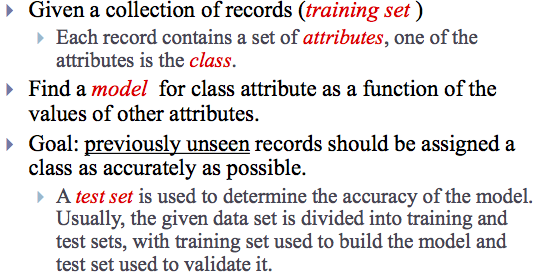 Given a collection of records (training set )
Each record contains a set of attributes, one of the
attributes is the class.
Find a model for class attribute as a function of the
values of other attributes.
Goal: previously unseen records should be assigned a
class as accurately as possible.
A test set is used to determine the accuracy of the model.
Usually, the given data set is divided into training and
test sets, with training set used to build the model and
test set used to validate it.